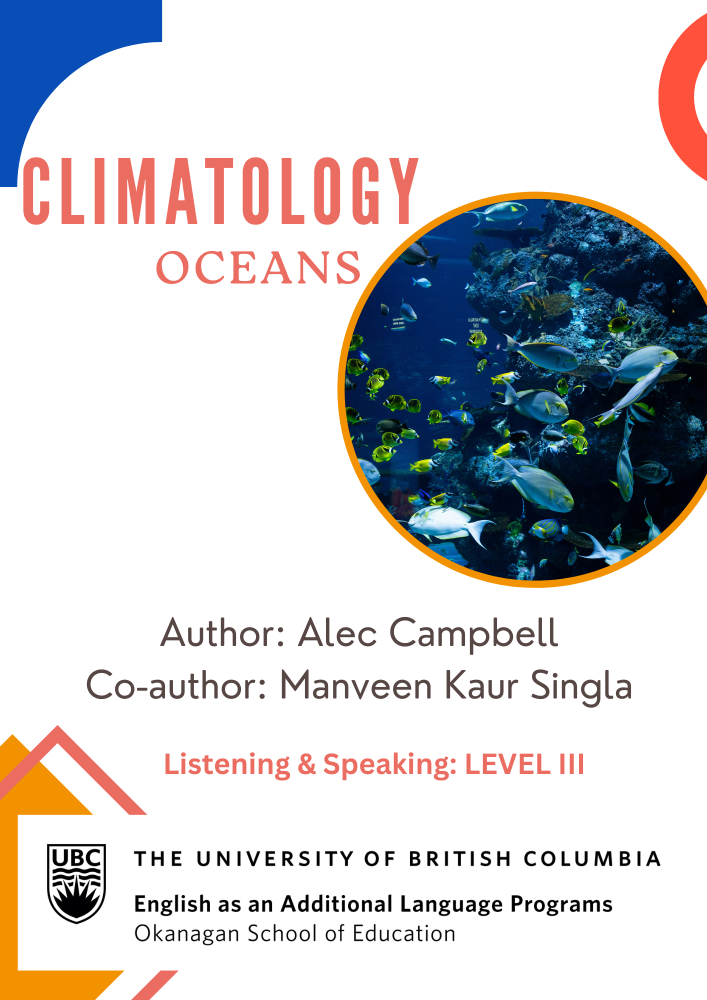 CLIMATOLOGY
OCEANS
Author: Alec Campbell
Co-author: Manveen Kaur Singla
Listening & Speaking: LEVEL III
UBC
THE UNIVERSITY OF BRITISH COLUMBIA
English as an Additional Language Programs
Okanagan School of Education